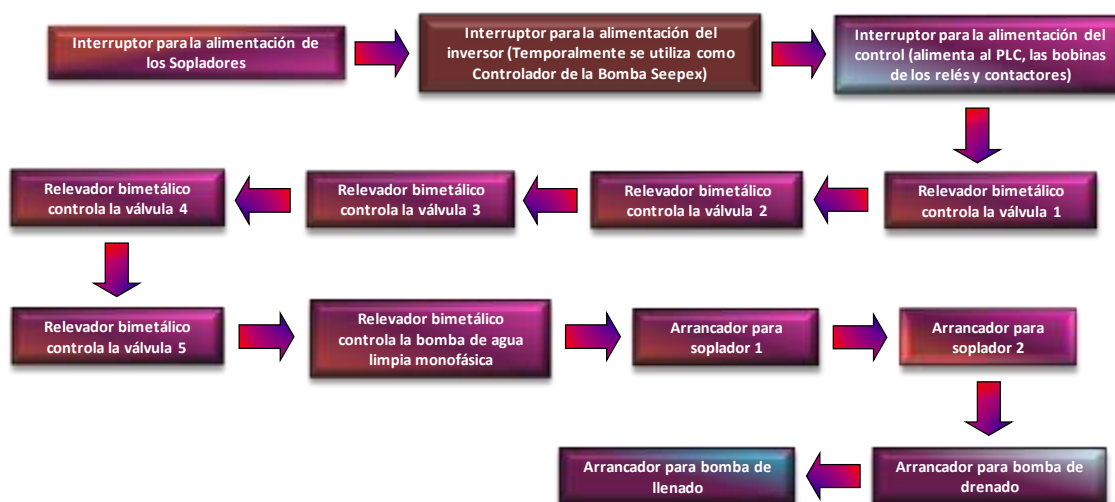 Interruptor para la alimentación de
los Sopladores
Interruptor para la alimentación del
inversor (Temporalmente se utiliza como
Controlador de la Bomba Seepex)
Interruptor para la alimentación del
control (alimenta al PLC, las bobinas
de los relés y contactores)
Relevador bimetálico
controla la válvula 1
Relevador bimetálico
controla la válvula 2
Relevador bimetálico
controla la válvula 3
Relevador bimetálico
controla la válvula 4
Relevador bimetálico
controla la válvula 5
Relevador bimetálico
controla la bomba de agua
limpia monofásica
Arrancador para
soplador 1
Arrancador para
soplador 2
Arrancador para bomba de
drenado
Arrancador para bomba de
llenado